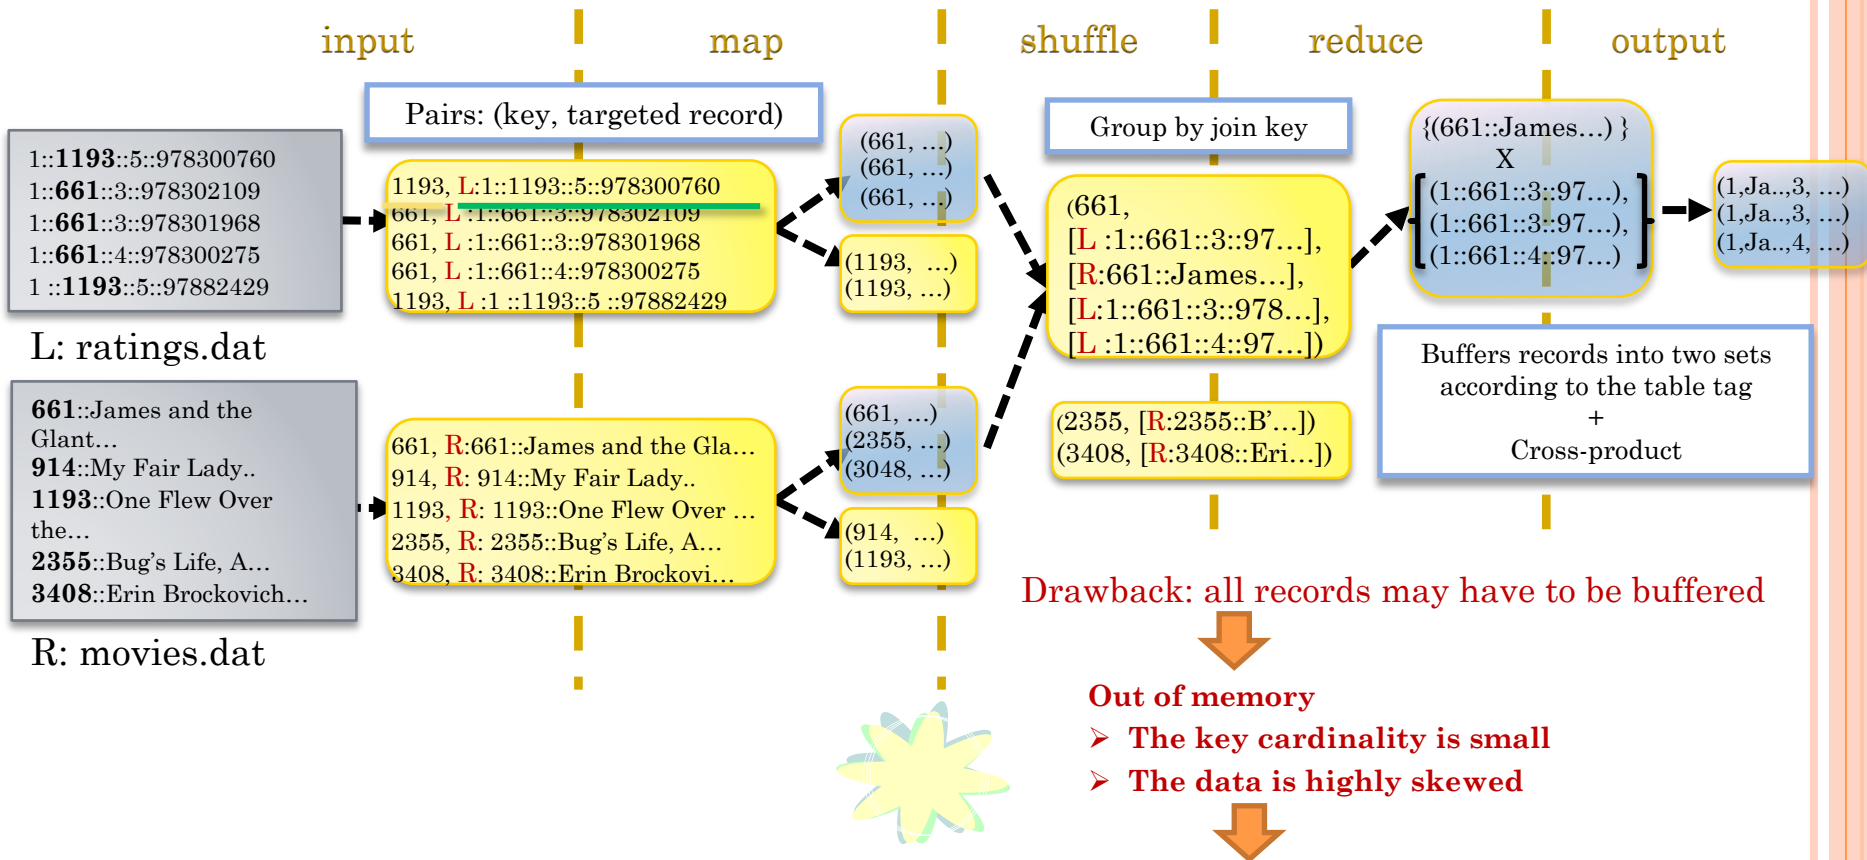 input
map
shuffle
reduce
output
Pairs: (key, targeted record)
1::1193::5::978300760
1::661::3::978302109
1::661::3::978301968
1::661::4::978300275
1 ::1193::5::97882429
L: ratings.dat
1193, L:1::1193::5::978300760
661, L :1::661::3::978302109
661, L :1::661::3::978301968
661, L :1::661::4::978300275
1193, L :1 ::1193::5 ::97882429
(661, …)
(661, …)
(661, …)
(1193, …)
(1193, …)
661::James and the
Glant…
914::My Fair Lady..
1193::One Flew Over
the…
2355::Bug's Life, A…
3408::Erin Brockovich…
R: movies.dat
661, R:661::James and the Gla…
914, R: 914::My Fair Lady..
1193, R: 1193::One Flew Over …
2355, R: 2355::Bug's Life, A…
3408, R: 3408::Erin Brockovi…
(661, …)
(2355, …)
(3048, …)
(914, …)
(1193, …)
Group by join key
(661,
[L :1::661::3::97…],
[R:661::James…],
[L:1::661::3::978…],
[L :1::661::4::97…])
(2355, [R:2355::B'…])
(3408, [R:3408::Eri…])
{(661::James…) }
X
(1::661::3::97…),
(1::661::3::97…),
(1::661::4::97…)
(1,Ja..,3, …)
(1,Ja..,3, …)
(1,Ja..,4, …)
Buffers records into two sets
according to the table tag
+
Cross-product
Drawback: all records may have to be buffered
Out of memory
➢ The key cardinality is small
➢ The data is highly skewed